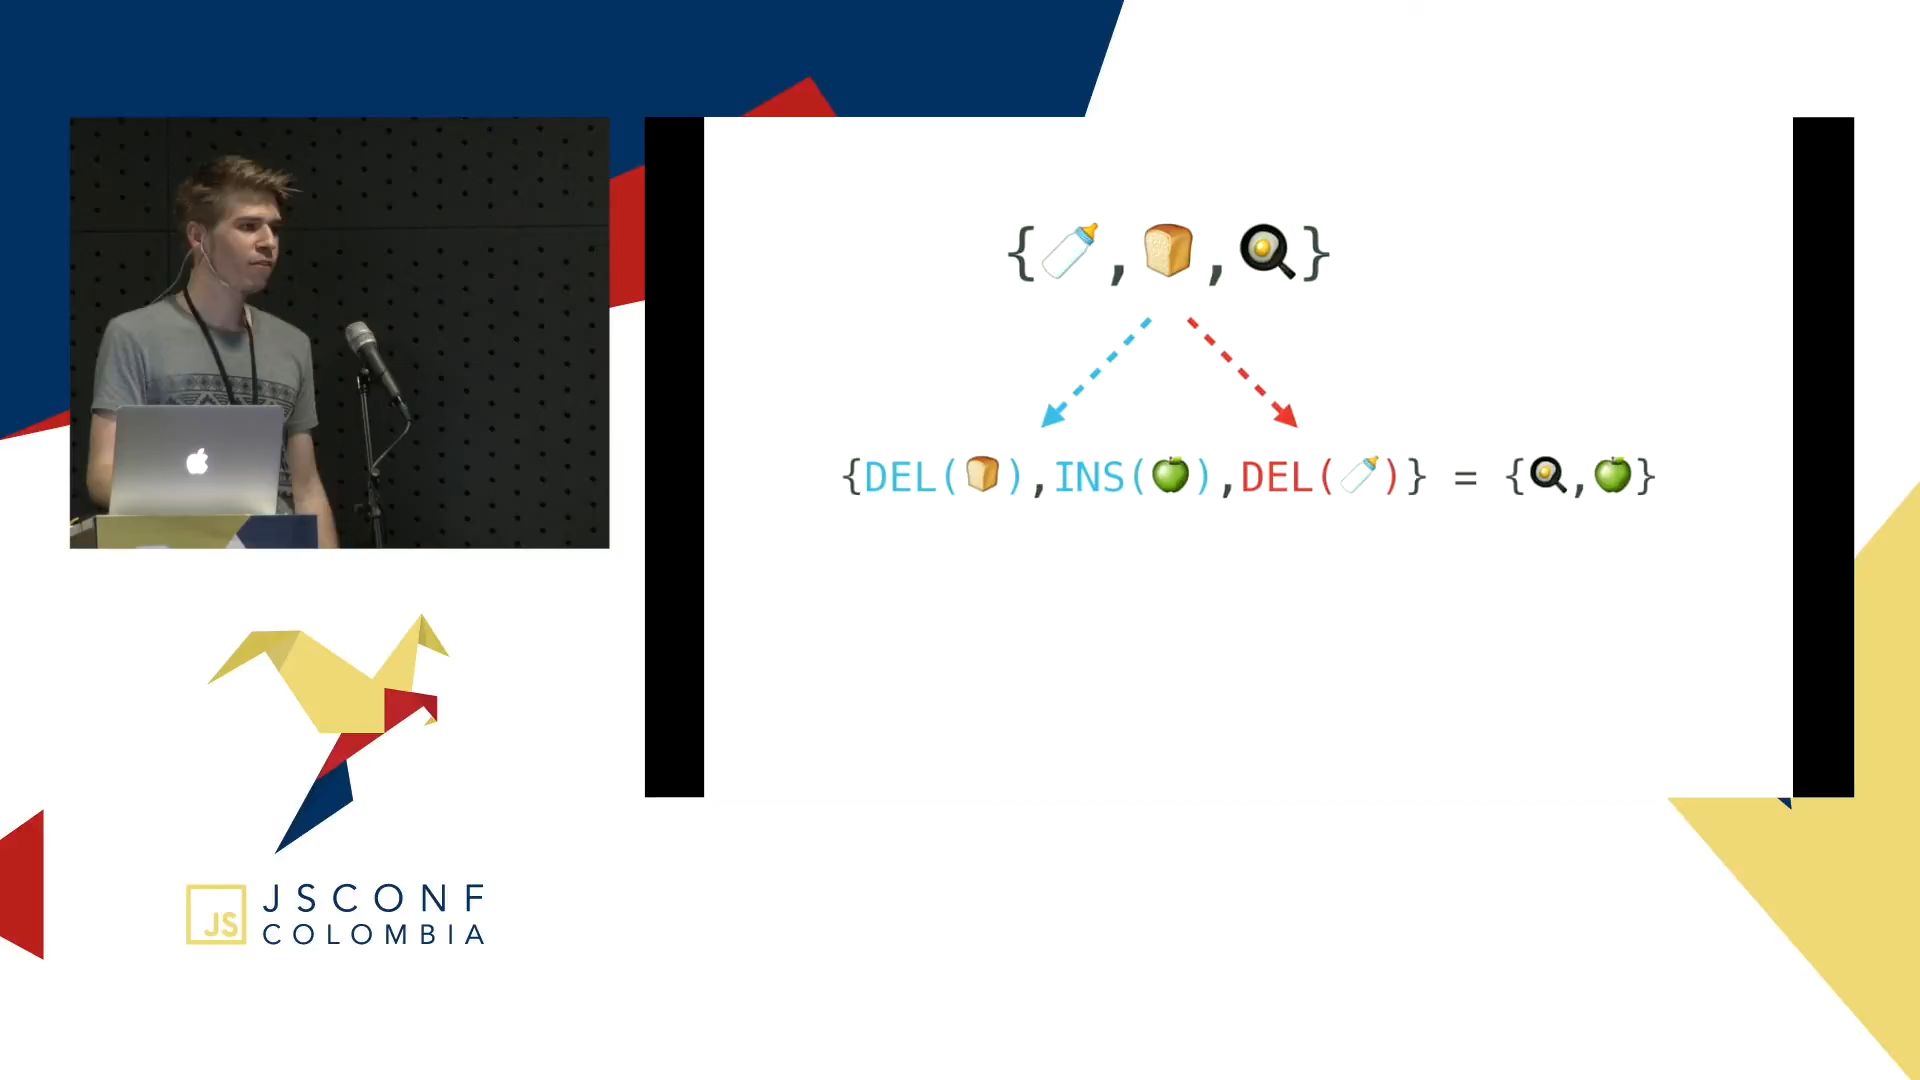 {🍼,🍞,🍳}
{DEL(🍞),INS(🍏),DEL(🍼)} = {🍳,🍏}
JS
JSCONF
COLOMBIA